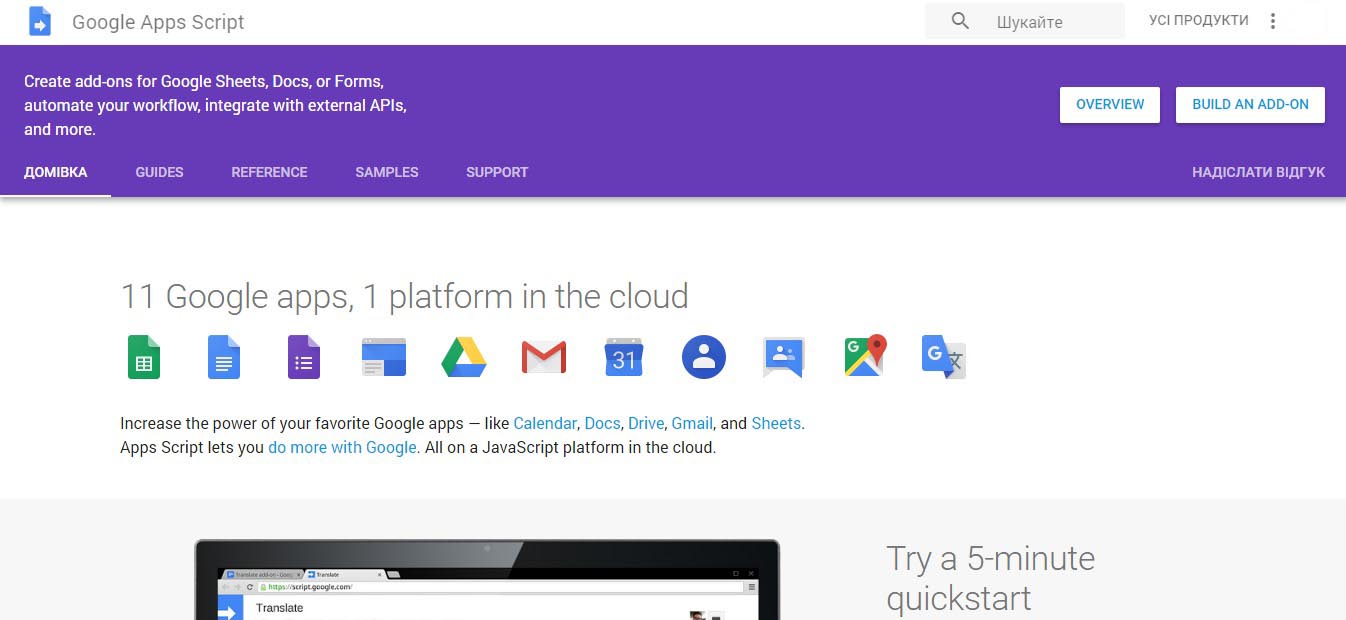 Google Apps Script
Шукайте
УСІ ПРОДУКТИ
Create add-ons for Google Sheets, Docs, or Forms,
automate your workflow, integrate with external APIs,
and more.
OVERVIEW
BUILD AN ADD-ON
ДОМІВКА
GUIDES
REFERENCE
SAMPLES
SUPPORT
НАДІСЛАТИ ВІДГУК
11 Google apps, 1 platform in the cloud
31
G
G
文
Increase the power of your favorite Google apps — like Calendar, Docs, Drive, Gmail, and Sheets.
Apps Script lets you do more with Google. All on a JavaScript platform in the cloud.
Translate add-on - Goog
Translate
https://script.google.com/
Translate
Try a 5-minute
quickstart